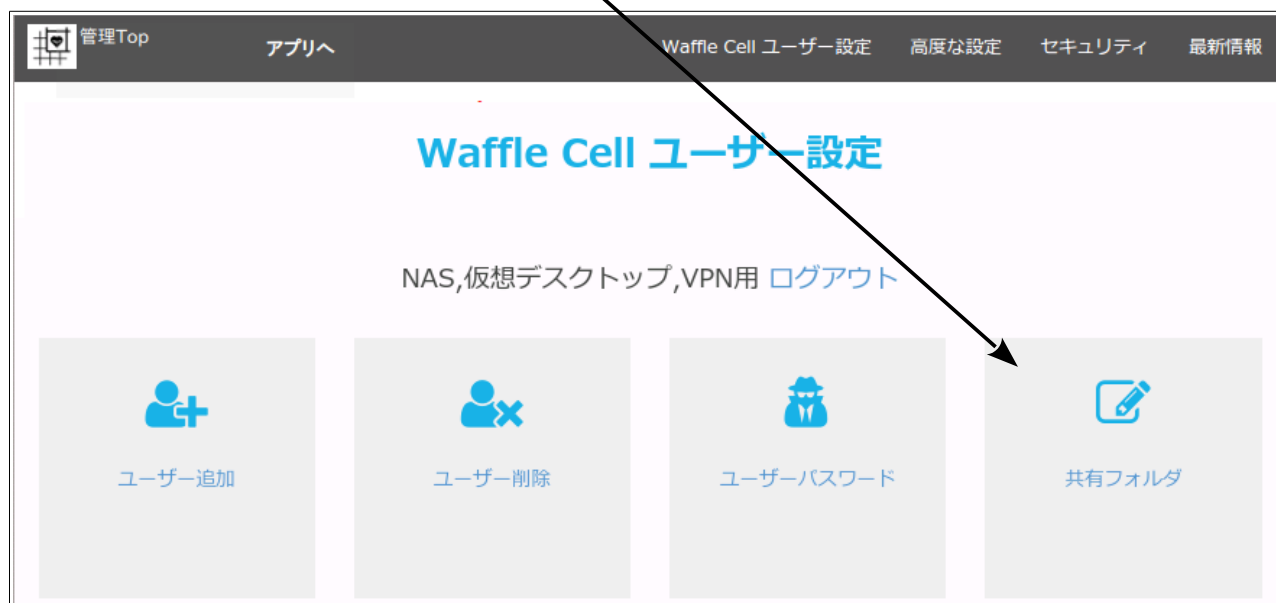 管理Top アプリへ Waffle Cell ユーザー設定 高度な設定 セキュリティ 最新情報
Waffle Cell ユーザー設定
NAS,仮想デスクトップ,VPN用 ログアウト
ユーザー追加 ユーザー削除 ユーザーパスワード 共有フォルダ